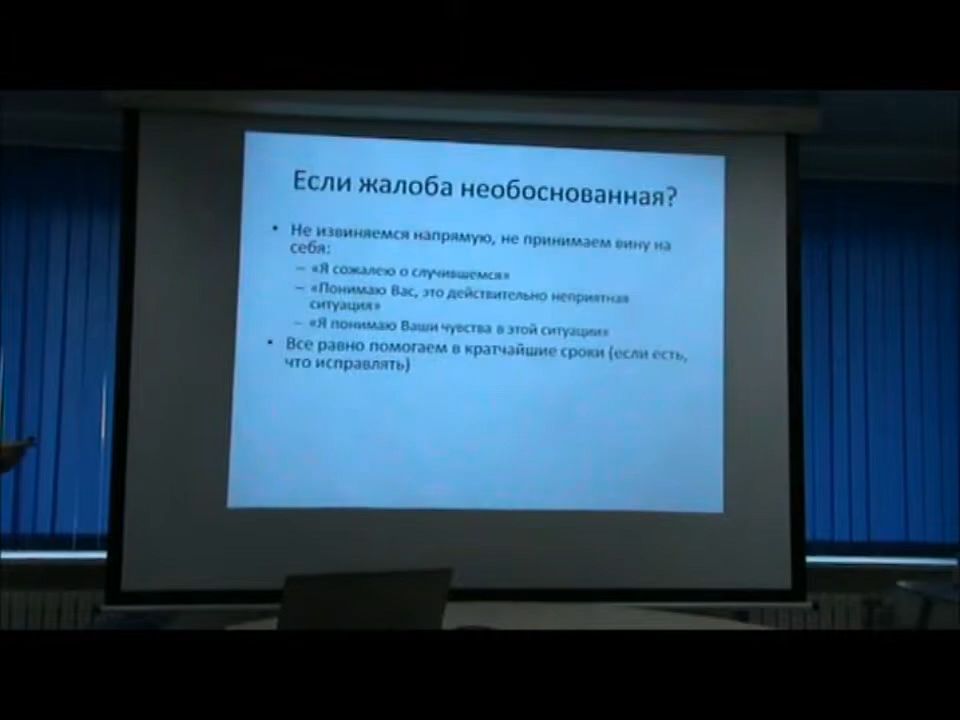 Если жалоба необоснованная?
• Не извиняемся напрямую, не принимаем вину на
себя:
– «Я сожалею о случившемся»
– «Понимаю Вас, это действительно неприятная
ситуация»
– «Я понимаю Ваши чувства в этой ситуации»
• Все равно помогаем в кратчайшие сроки (если есть,
что исправлять)